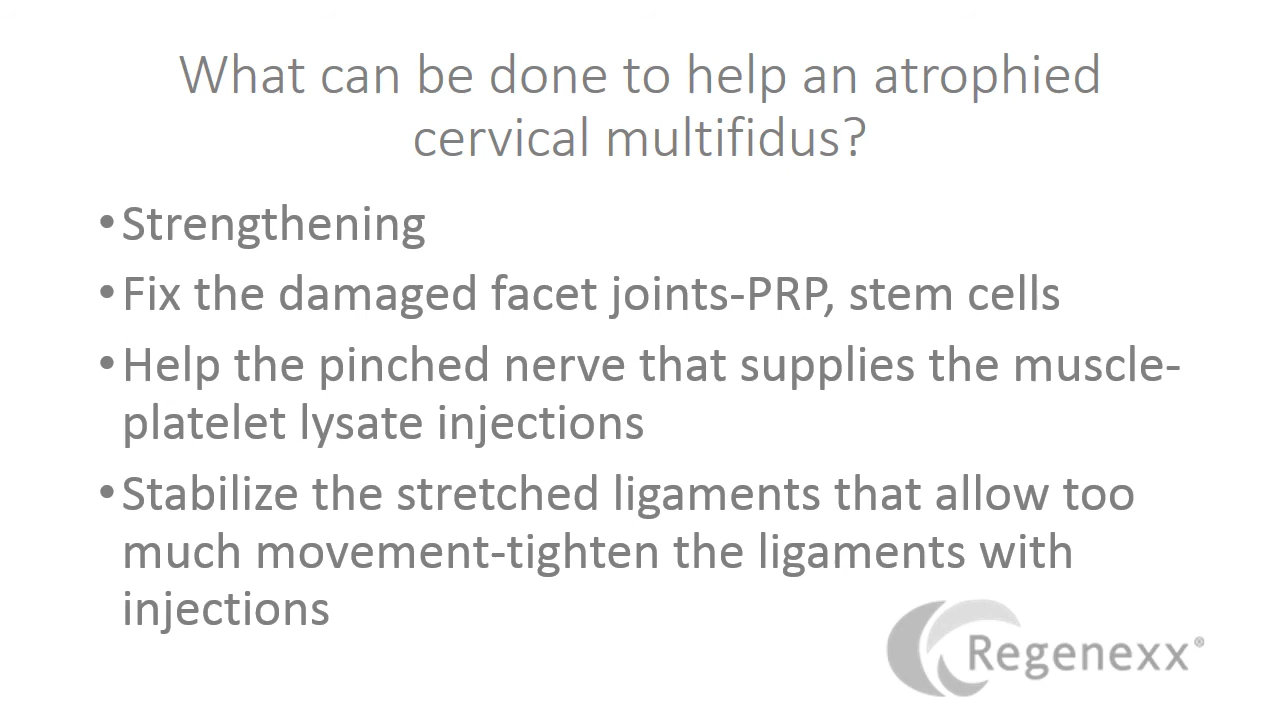 What can be done to help an atrophied
cervical multifidus?
•Strengthening
•Fix the damaged facet joints-PRP, stem cells
•Help the pinched nerve that supplies the muscle-
platelet lysate injections
•Stabilize the stretched ligaments that allow too
much movement-tighten the ligaments with
injections
Regenexx®